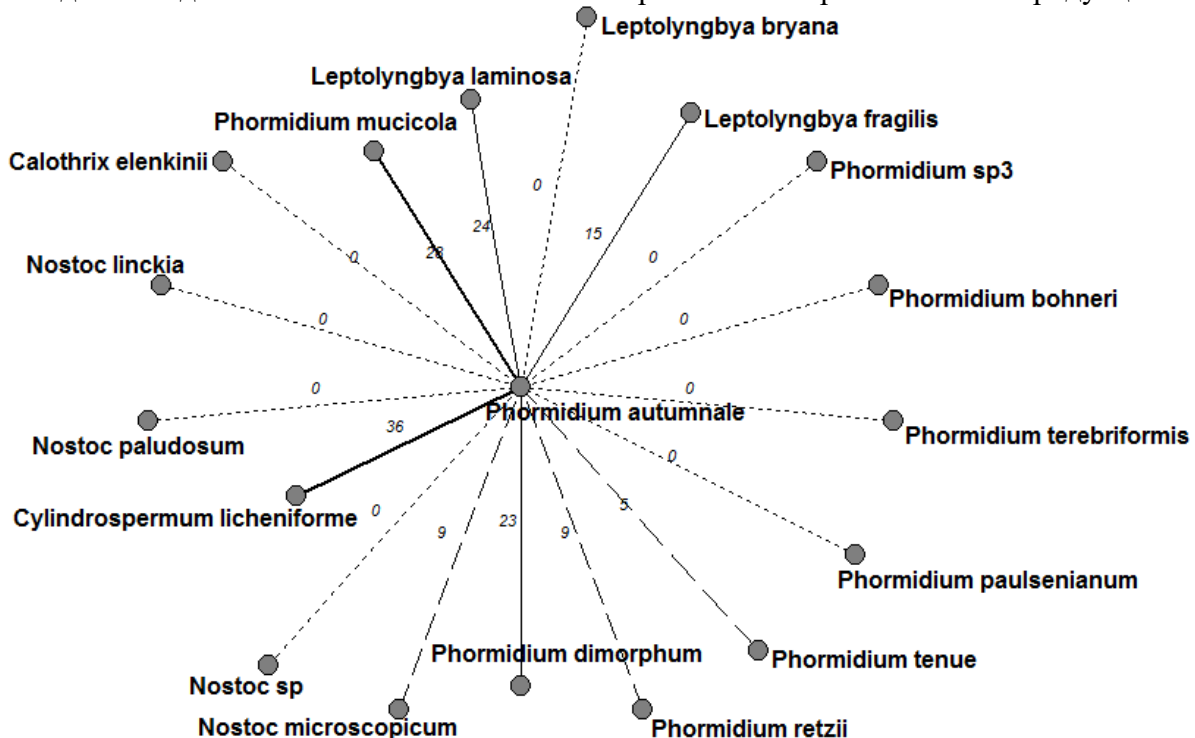 Leptolyngbya bryana
Leptolyngbya laminosa
Phormidium mucicola
Leptolyngbya fragilis
Calothrix elenkinii
Phormidium sp3
0
24
15
0
28
0
Nostoc linckia
Phormidium bohneri
0
0
0
0
Phormidium autumnale
Nostoc paludosum
36
Phormidium terebriformis
0
Cylindrospermum licheniforme
0
9
23
9
5
Phormidium paulsenianum
Phormidium dimorphum
Phormidium tenue
Nostoc sp
Nostoc microscopicum
Phormidium retzii